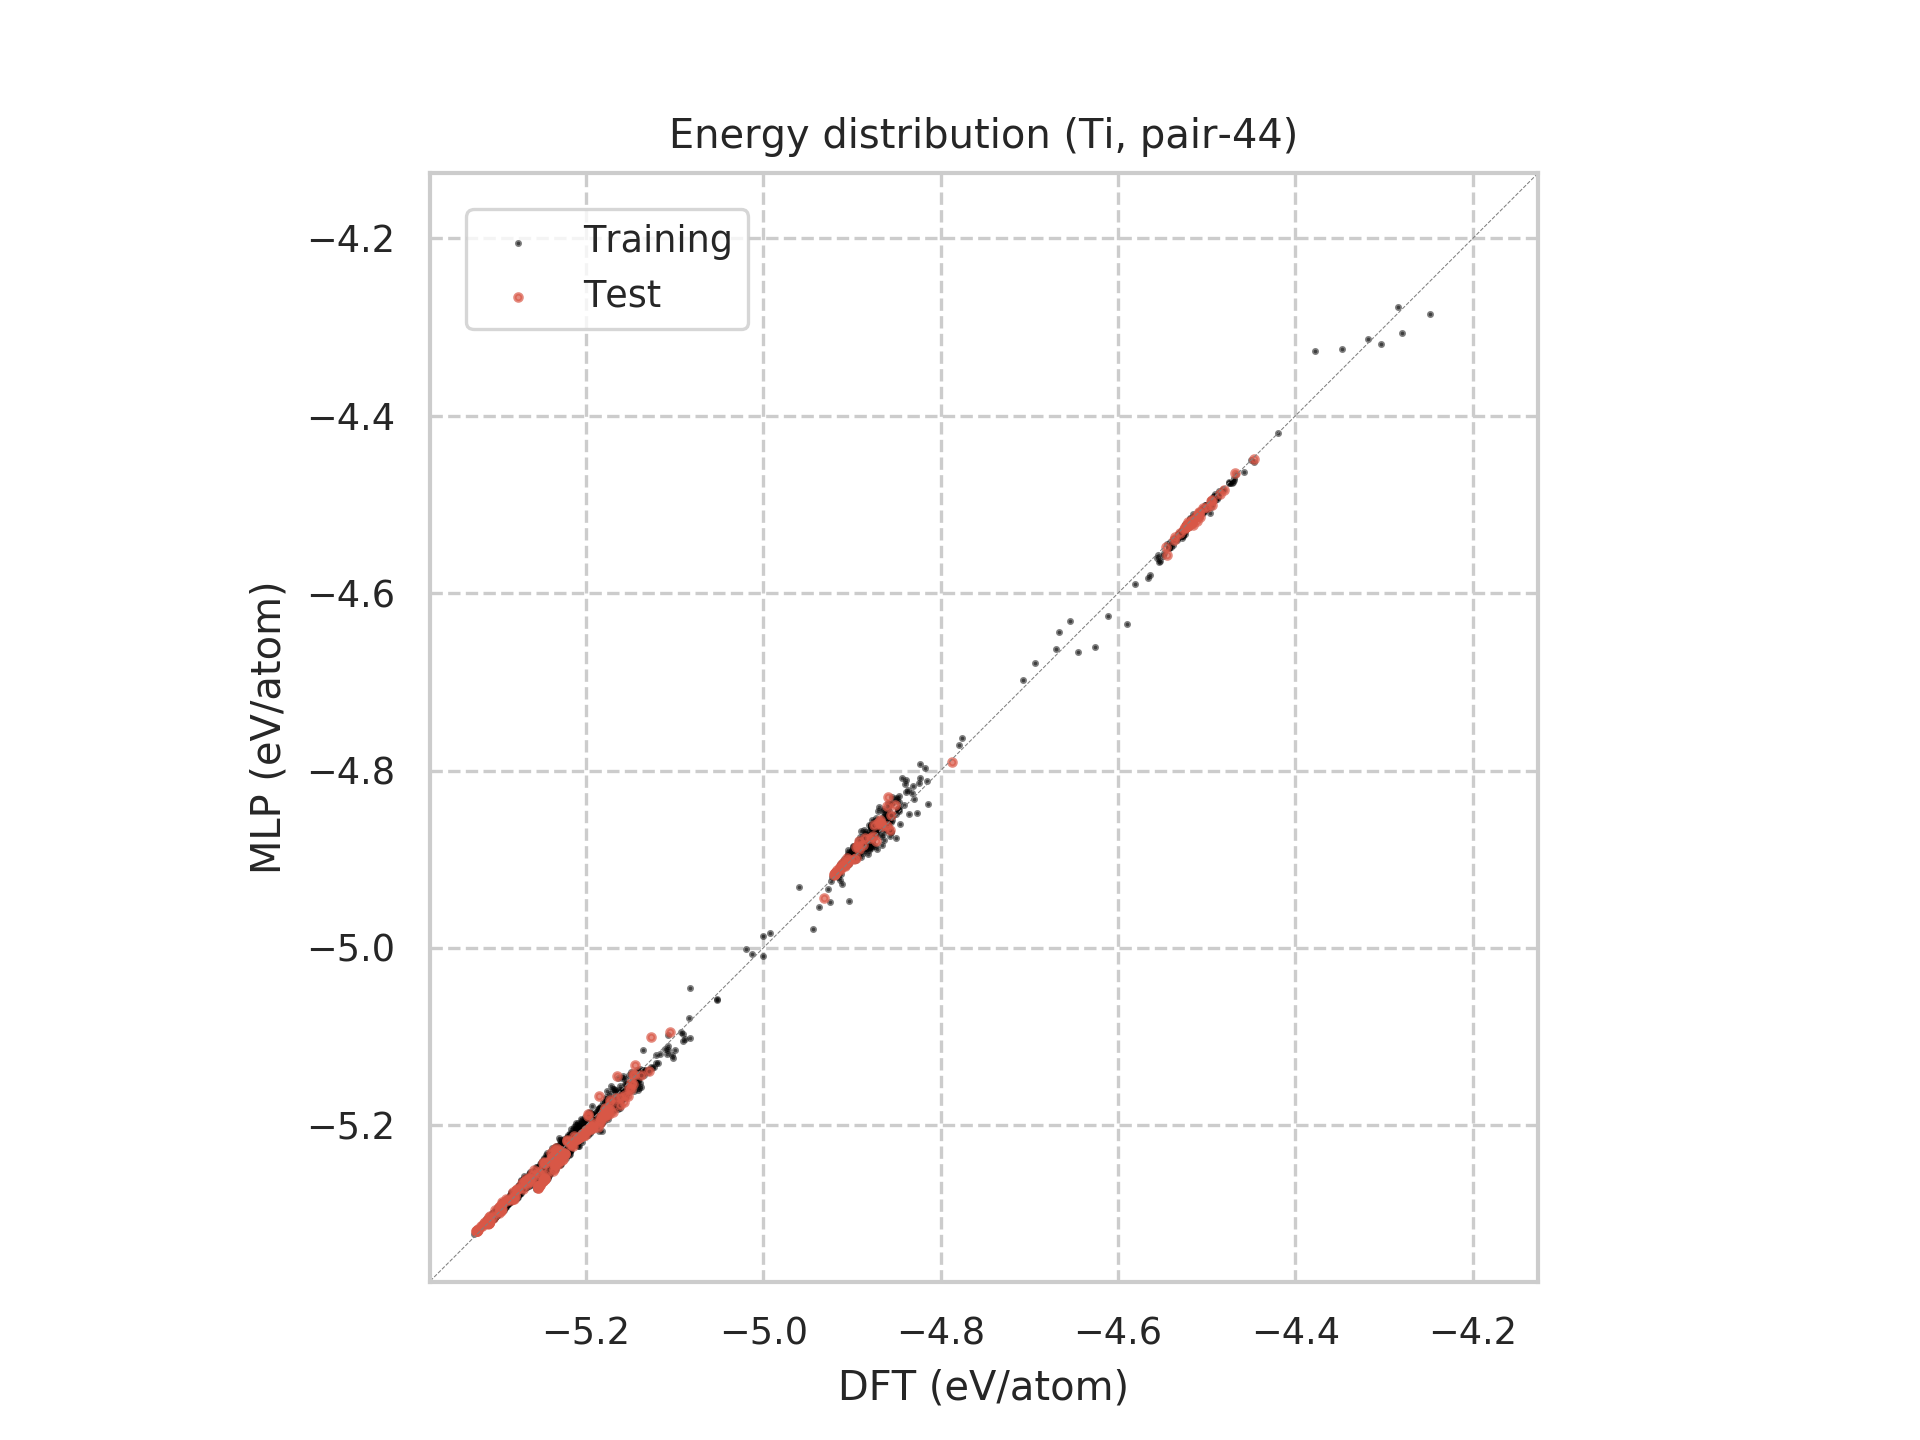 Energy distribution (Ti, pair-44)
Training
Test
−4.2
−4.4
−4.6
−4.8
−5.0
−5.2
MLP (eV/atom)
−5.2 −5.0 −4.8 −4.6 −4.4 −4.2
DFT (eV/atom)